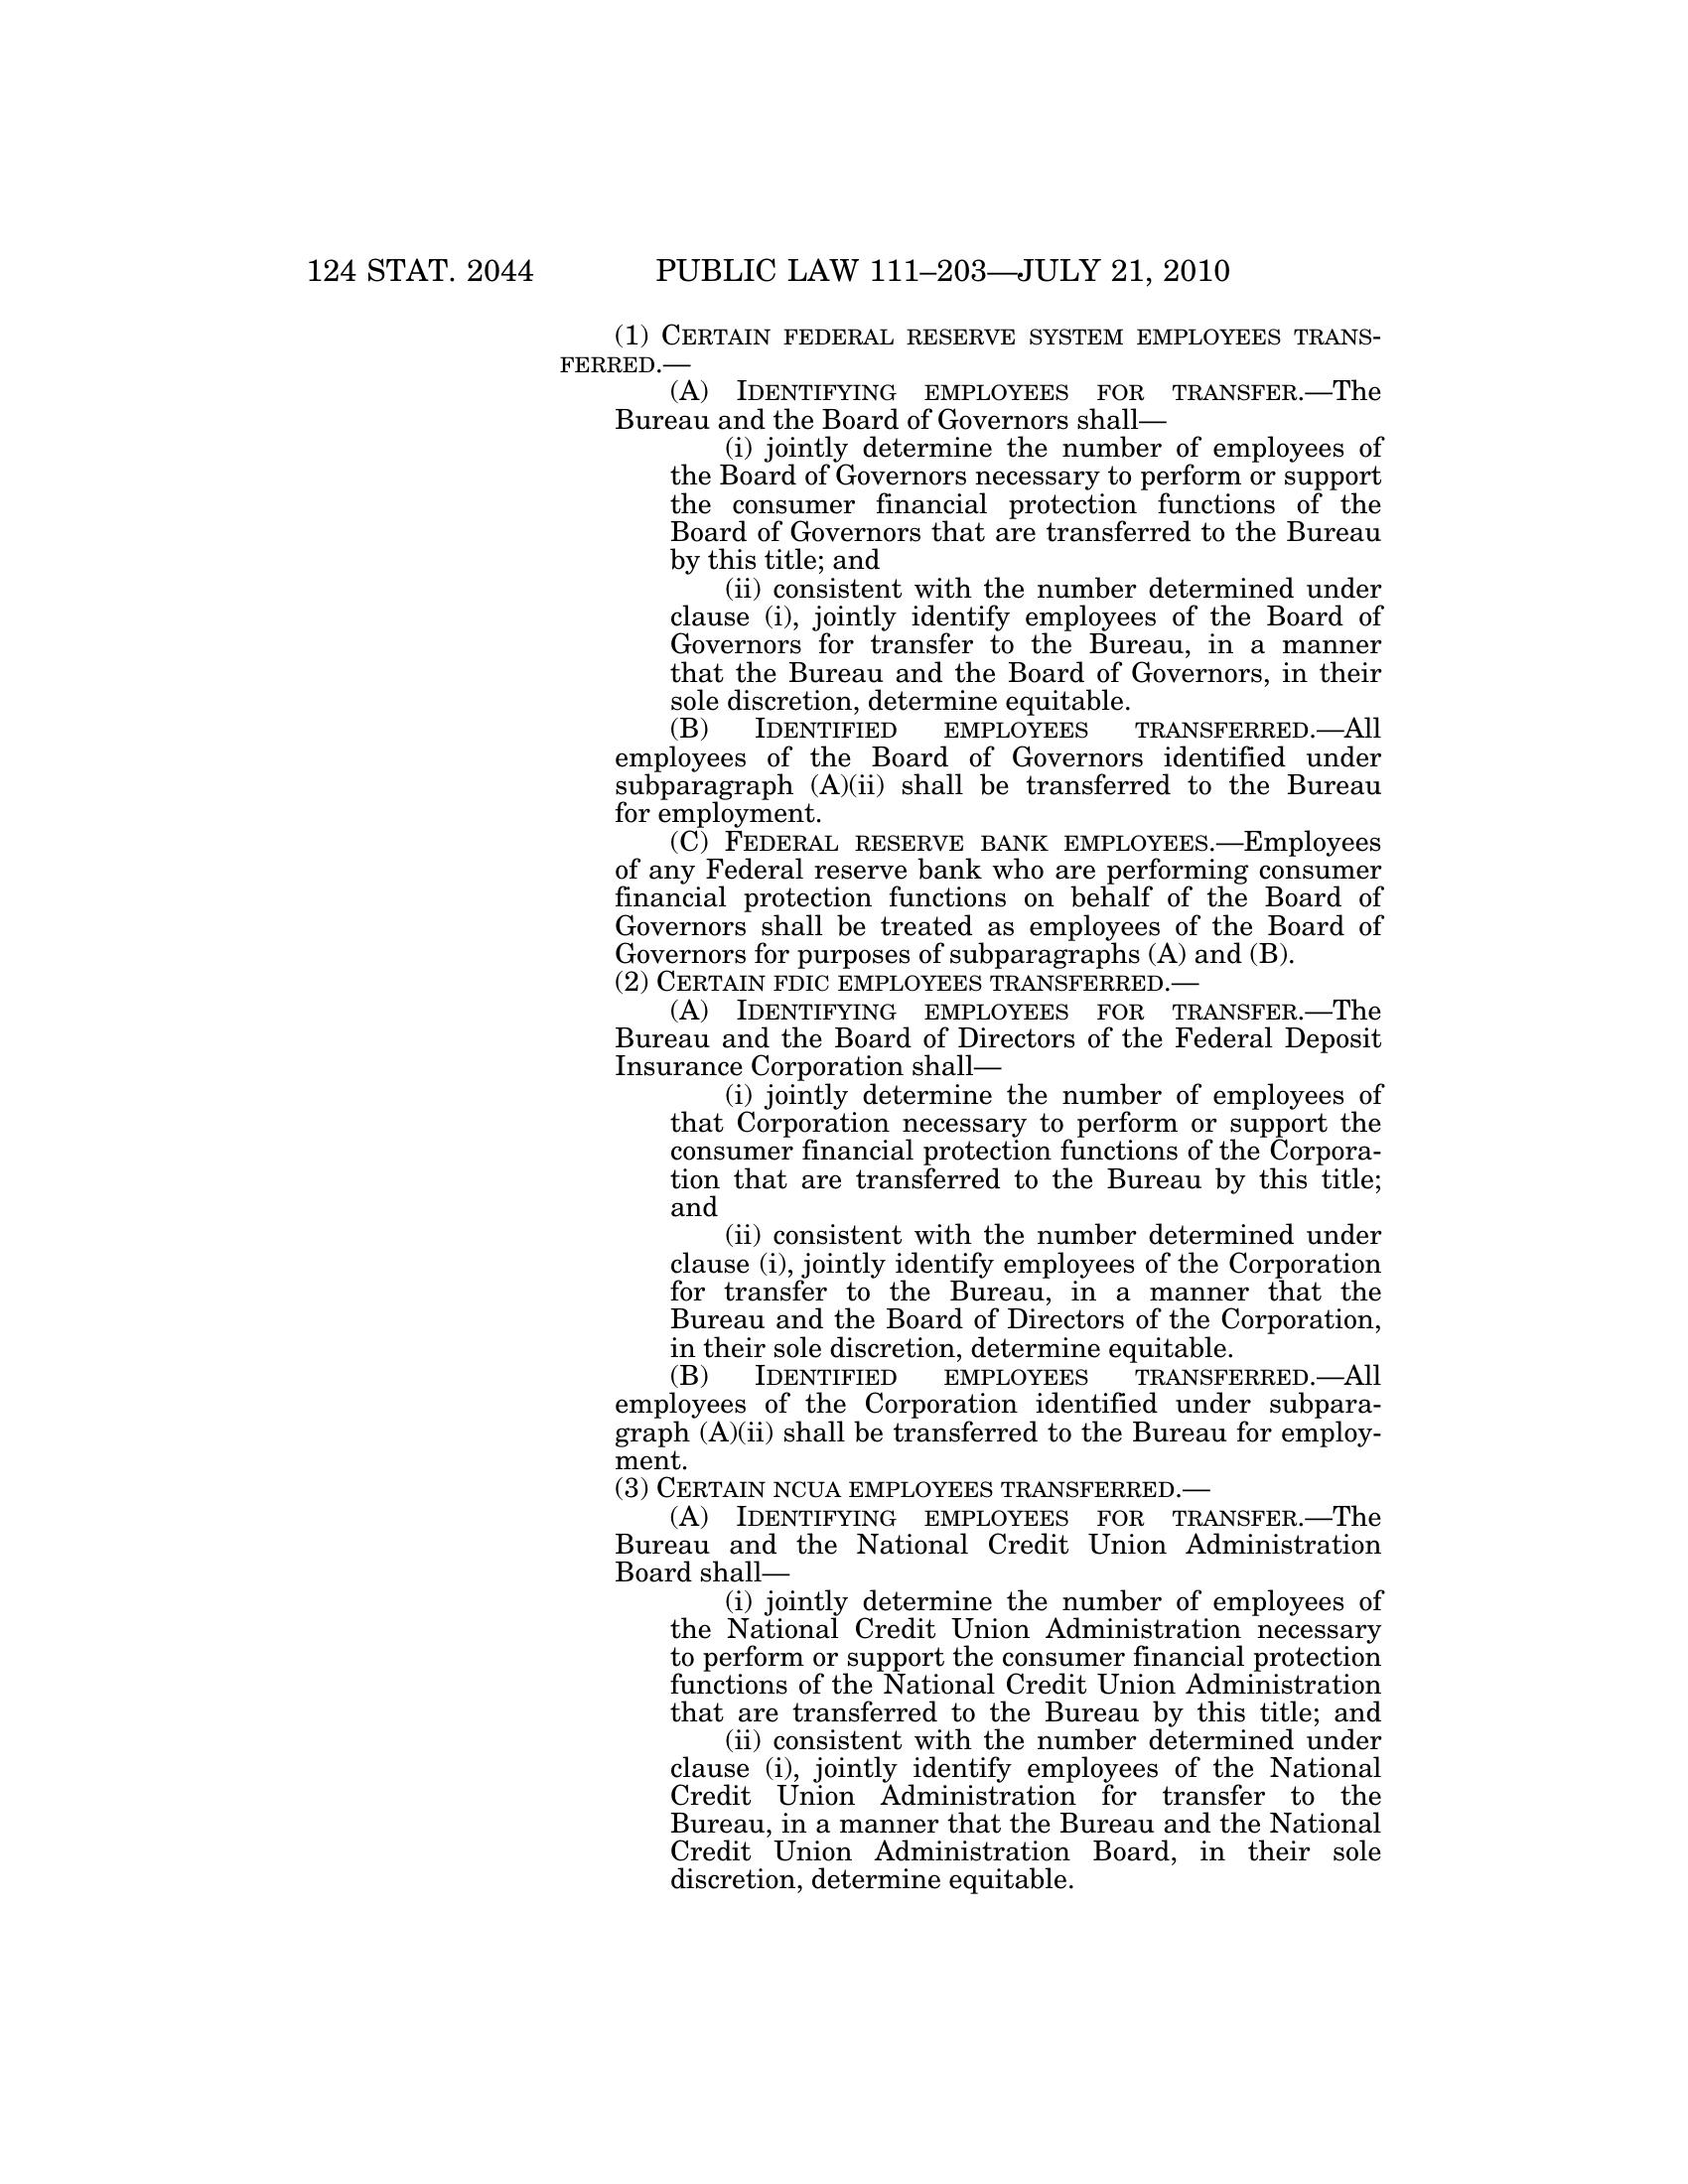 124 STAT. 2044 PUBLIC LAW 111–203—JULY 21, 2010
(1) CERTAIN FEDERAL RESERVE SYSTEM EMPLOYEES TRANS-
FERRED.—
(A) IDENTIFYING EMPLOYEES FOR TRANSFER.—The
Bureau and the Board of Governors shall—
(i) jointly determine the number of employees of
the Board of Governors necessary to perform or support
the consumer financial protection functions of the
Board of Governors that are transferred to the Bureau
by this title; and
(ii) consistent with the number determined under
clause (i), jointly identify employees of the Board of
Governors for transfer to the Bureau, in a manner
that the Bureau and the Board of Governors, in their
sole discretion, determine equitable.
(B) IDENTIFIED EMPLOYEES TRANSFERRED.—All
employees of the Board of Governors identified under
subparagraph (A)(ii) shall be transferred to the Bureau
for employment.
(C) FEDERAL RESERVE BANK EMPLOYEES.—Employees
of any Federal reserve bank who are performing consumer
financial protection functions on behalf of the Board of
Governors shall be treated as employees of the Board of
Governors for purposes of subparagraphs (A) and (B).
(2) CERTAIN FDIC EMPLOYEES TRANSFERRED.—
(A) IDENTIFYING EMPLOYEES FOR TRANSFER.—The
Bureau and the Board of Directors of the Federal Deposit
Insurance Corporation shall—
(i) jointly determine the number of employees of
that Corporation necessary to perform or support the
consumer financial protection functions of the Corpora-
tion that are transferred to the Bureau by this title;
and
(ii) consistent with the number determined under
clause (i), jointly identify employees of the Corporation
for transfer to the Bureau, in a manner that the
Bureau and the Board of Directors of the Corporation,
in their sole discretion, determine equitable.
(B) IDENTIFIED EMPLOYEES TRANSFERRED.—All
employees of the Corporation identified under subpara-
graph (A)(ii) shall be transferred to the Bureau for employ-
ment.
(3) CERTAIN NCUA EMPLOYEES TRANSFERRED.—
(A) IDENTIFYING EMPLOYEES FOR TRANSFER.—The
Bureau and the National Credit Union Administration
Board shall—
(i) jointly determine the number of employees of
the National Credit Union Administration necessary
to perform or support the consumer financial protection
functions of the National Credit Union Administration
that are transferred to the Bureau by this title; and
(ii) consistent with the number determined under
clause (i), jointly identify employees of the National
Credit Union Administration for transfer to the
Bureau, in a manner that the Bureau and the National
Credit Union Administration Board, in their sole
discretion, determine equitable.